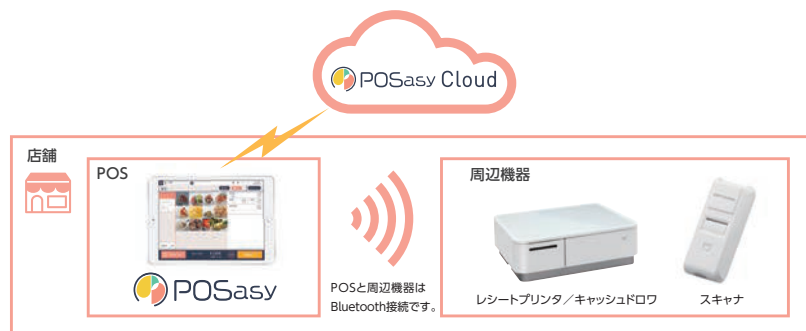 POSasy Cloud
店舗
POS
POSasy
POSと周辺機器は
Bluetooth接続です。
周辺機器
レシートプリンタ／キャッシュドロワ
スキャナ